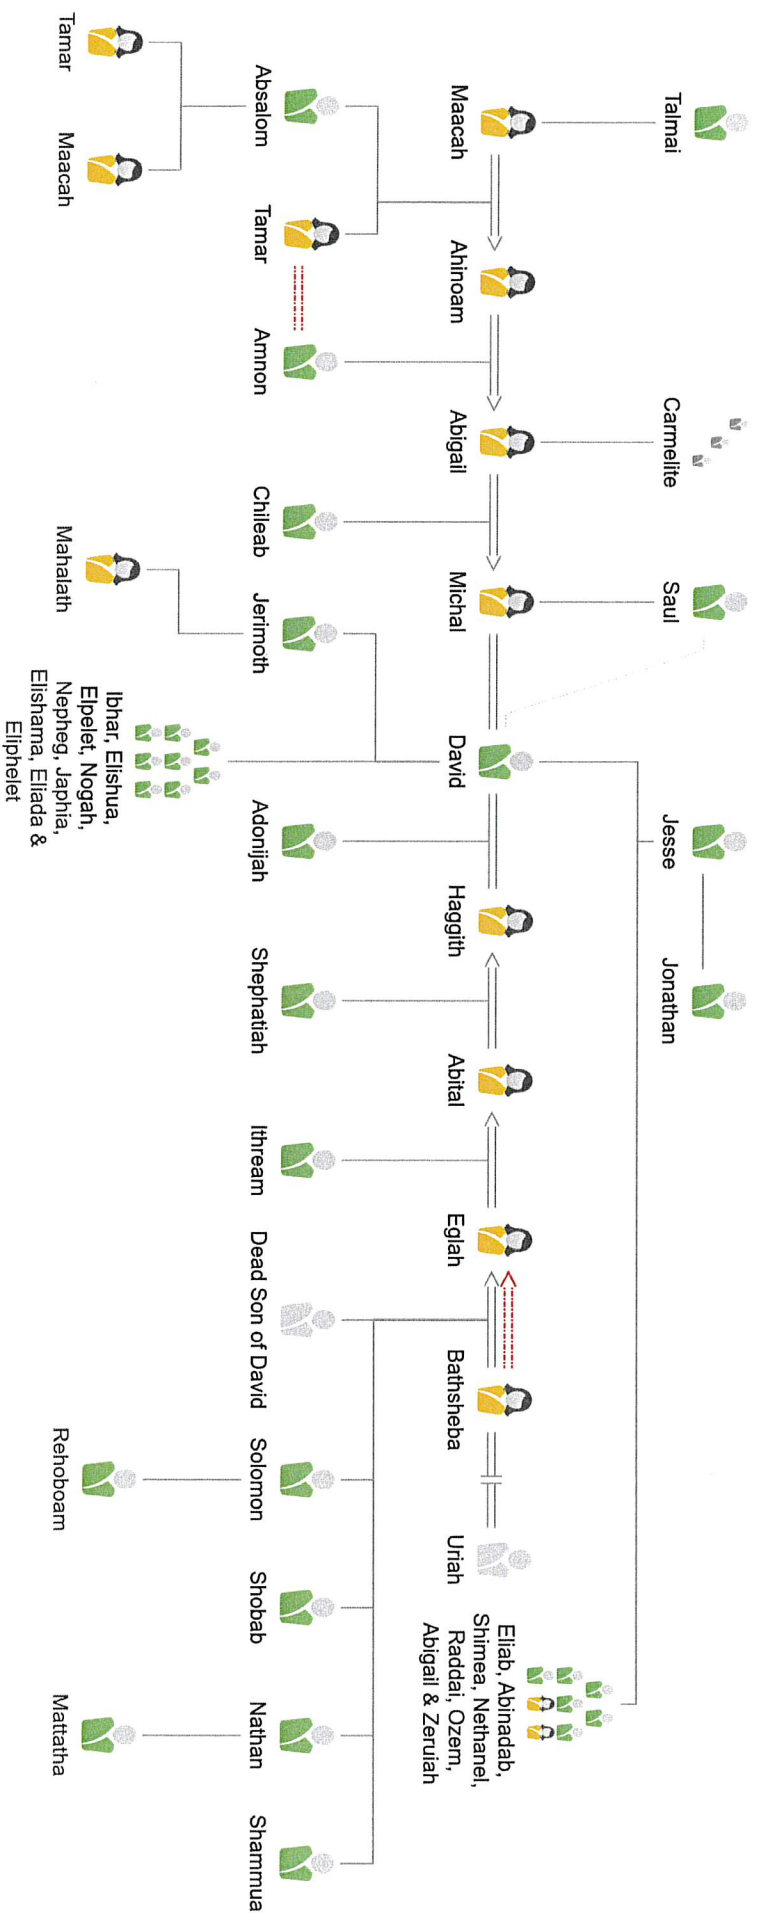 Talmai
Carmelite
Saul
Jesse
Jonathan
Maacah
Ahinoam
Abigail
Michal
David
Haggith
Abital
Eglah
Bathsheba
Uriah
Eliab, Abinadab,
Shimea, Nethanel,
Raddai, Ozem,
Abigail & Zeruiah
Absalom
Tamar
Amnon
Chileab
Jerimoth
Adonijah
Shephatiah
Ithream
Dead Son of David
Solomon
Shobab
Nathan
Shammua
Tamar
Maacah
Mahalath
Ibhar, Elishua,
Elpelet, Nogah,
Nepheg, Japhia,
Elishama, Eliada &
Eliphelet
Rehoboam
Mattatha